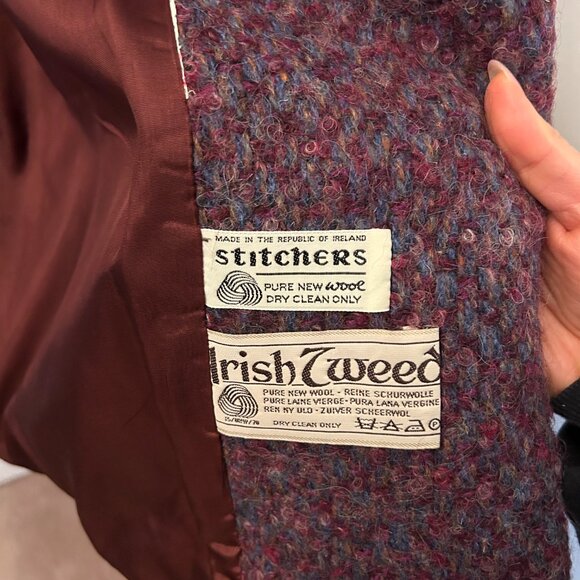 MADE IN THE REPUBLIC OF IRELAND
StitcHERS
PURE NEW wool
DRY CLEAN ONLY
Irish Tweed
PURE NEW WOOL - REINE SCHURWOLLE
PURE LAINE VIERGE - PURA LANA VERGINE
REN NY ULD - ZUIVER SCHEERWOL
DRY CLEAN ONLY
P